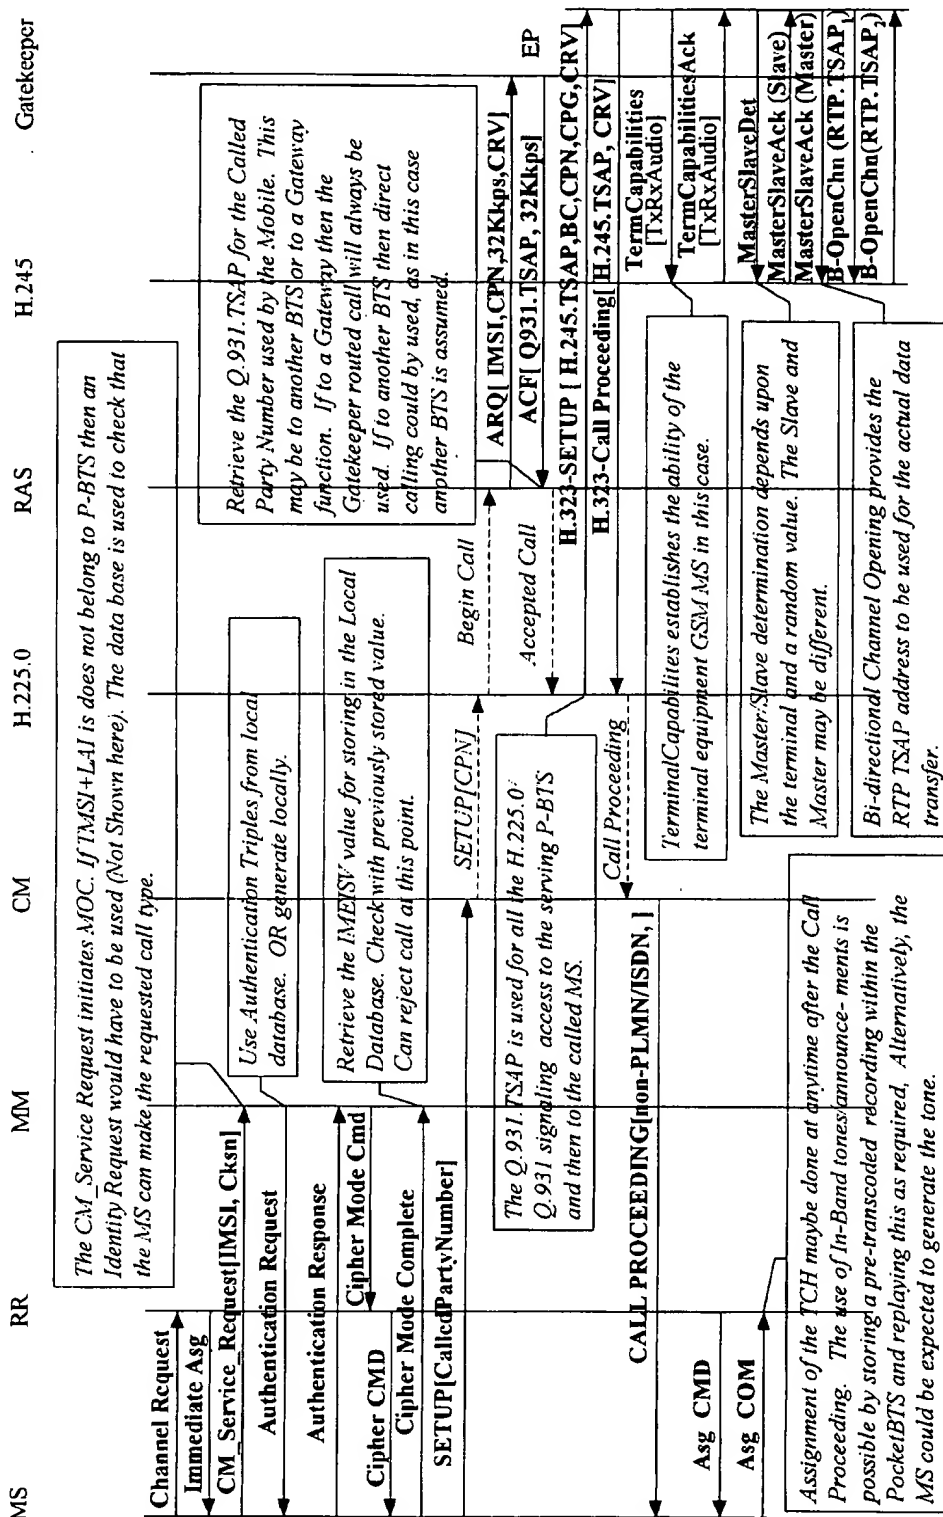 MS
RR
MM
CM
H.225.0
RAS
H.245
Gatekeeper
The CM_Service Request initiates MOC. If TMSI+LAI is does not belong to P-BTS then an
Identity Request would have to be used (Not Shown here). The data base is used to check that
the MS can make the requested call type.
Channel Request
Immediate Asg
CM_Service_Request[IMSI, Cksn]
Use Authentication Triples from local
database. OR generate locally.
Authentication Request
Authentication Response
Retrieve the IMEISV value for storing in the Local
Database. Check with previously stored value.
Can reject call at this point.
Cipher Mode Cmd
Cipher CMD
Cipher Mode Complete
SETUP[CalledPartyNumber]
SETUP[CPN]
Begin Call
Retrieve the Q.931.TSAP for the Called
Party Number used by the Mobile. This
may be to another BTS or to a Gateway
function. If to a Gateway then the
Gatekeeper routed call will always be
used. If to another BTS then direct
calling could by used, as in this case
another BTS is assumed.
ARQ[ IMSI,CPN,32Kkps,CRV]
ACF[ Q931.TSAP, 32Kkps]
EP
Accepted Call
H.323-SETUP [ H.245.TSAP,BC,CPN,CPG,CRV]
H.323-Call Proceeding[ H.245.TSAP, CRV]
The Q.931.TSAP is used for all the H.225.0/
Q.931 signaling access to the serving P-BTS
and then to the called MS.
Call Proceeding
CALL PROCEEDING[non-PLMN/ISDN, ]
TermCapabilities
[TxRxAudio]
TermCapabilitiesAck
[TxRxAudio]
TerminalCapabilites establishes the ability of the
terminal equipment GSM MS in this case.
Asg CMD
Asg COM
MasterSlaveDet
MasterSlaveAck (Slave)
MasterSlaveAck (Master)
The Master/Slave determination depends upon
the terminal and a random value. The Slave and
Master may be different.
B-OpenChn (RTP.TSAP1)
B-OpenChn(RTP.TSAP2)
Bi-directional Channel Opening provides the
RTP TSAP address to be used for the actual data
transfer.
Assignment of the TCH maybe done at anytime after the Call
Proceeding. The use of In-Band tones/announce- ments is
possible by storing a pre-transcoded recording within the
PocketBTS and replaying this as required, Alternatively, the
MS could be expected to generate the tone.